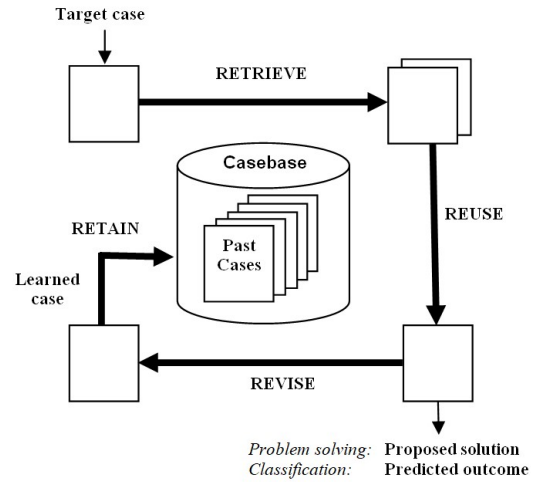 Target case
RETRIEVE
Casebase
Past
Cases
REUSE
RETAIN
Learned
case
REVISE
Problem solving: Proposed solution
Classification: Predicted outcome